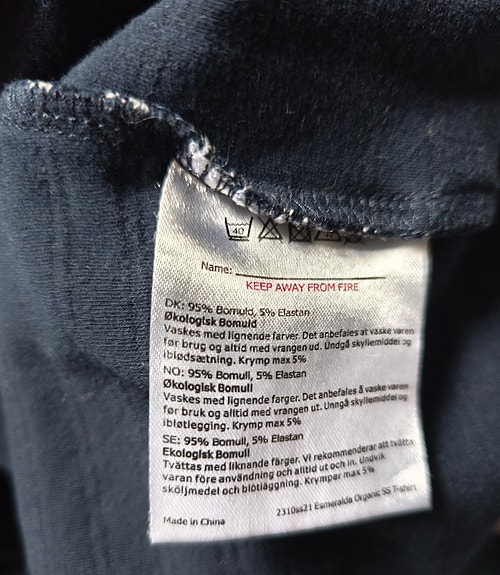 40
Name:
KEEP AWAY FROM FIRE
DK: 95% Bomuld, 5% Elastan
Økologisk Bomuld
Vaskes med lignende farver. Det anbefales at vaske varen
før brug og altid med vrangen ud. Undgå skyllemiddel og
iblødsætning. Krymp max 5%
NO: 95% Bomull, 5% Elastan
Økologisk Bomull
Vaskes med lignende farger. Det anbefales å vaske varen
før bruk og altid med vrangen ut. Unngå skyllemiddel og
ibløtlegging. Krymp max 5%
SE: 95% Bomull, 5% Elastan
Ekologisk Bomull
Tvättas med liknande färger. Vi rekommenderar att tvätta
varan före användning och alltid ut och in. Undvik
sköljmedel och blötläggning. Krymper max 5%
2310ss21 Esmeralda Organic SS T-shirt
Made in China